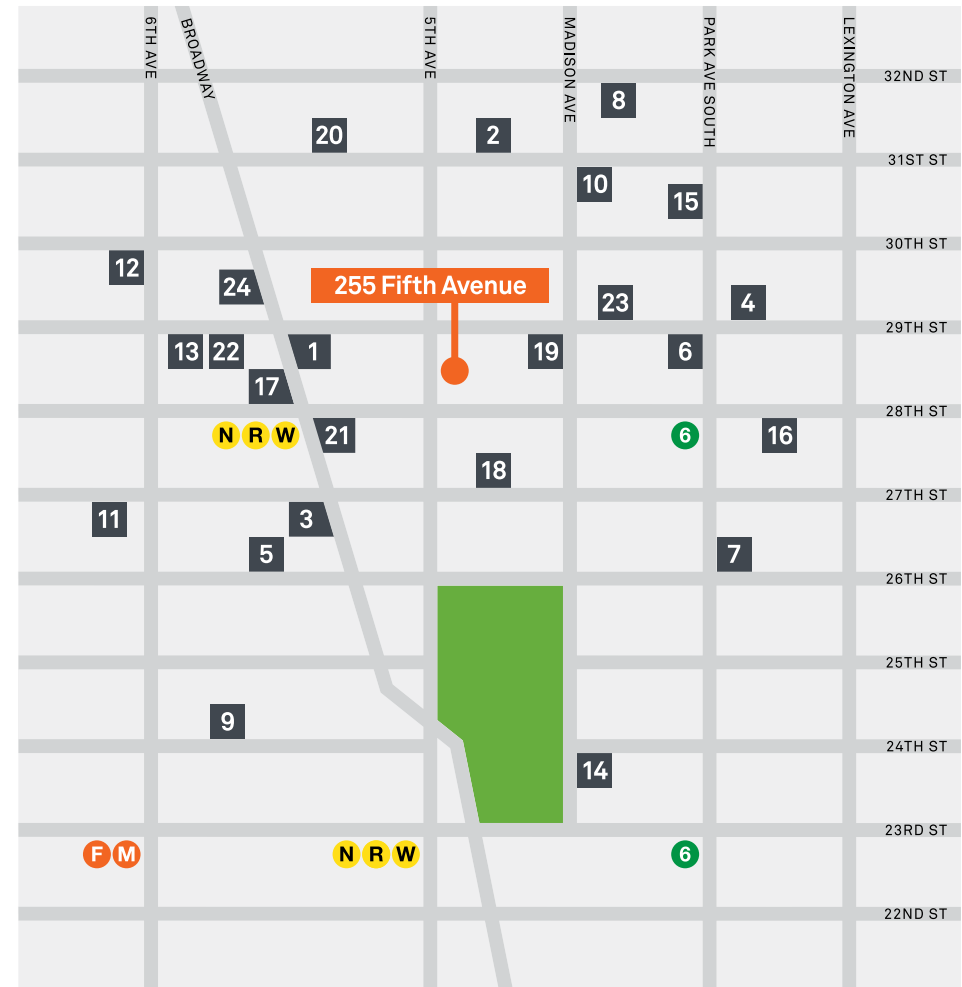 6TH AVE
BROADWAY
5TH AVE
MADISON AVE
PARK AVE SOUTH
LEXINGTON AVE
32ND ST
8
20
2
31ST ST
10
15
30TH ST
12
24
255 Fifth Avenue
23
4
29TH ST
13
22
1
19
6
17
28TH ST
N R W
21
6
16
18
27TH ST
11
3
5
7
26TH ST
25TH ST
9
24TH ST
14
23RD ST
F M
N R W
6
22ND ST